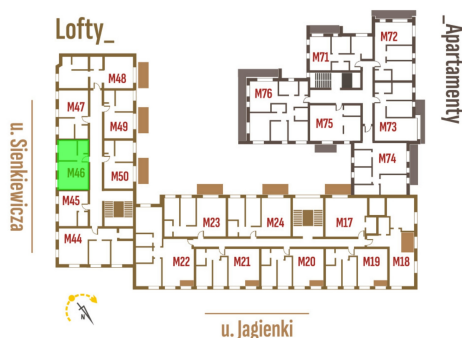 Lofty_
_Apartamenty
M72
M71
M48
M76
M47
M49
M75
M73
M74
M46
M50
M45
M23
M24
M17
M44
M22
M21
M20
M19
M18
u. Sienkiewicza
N
u. Jagienki